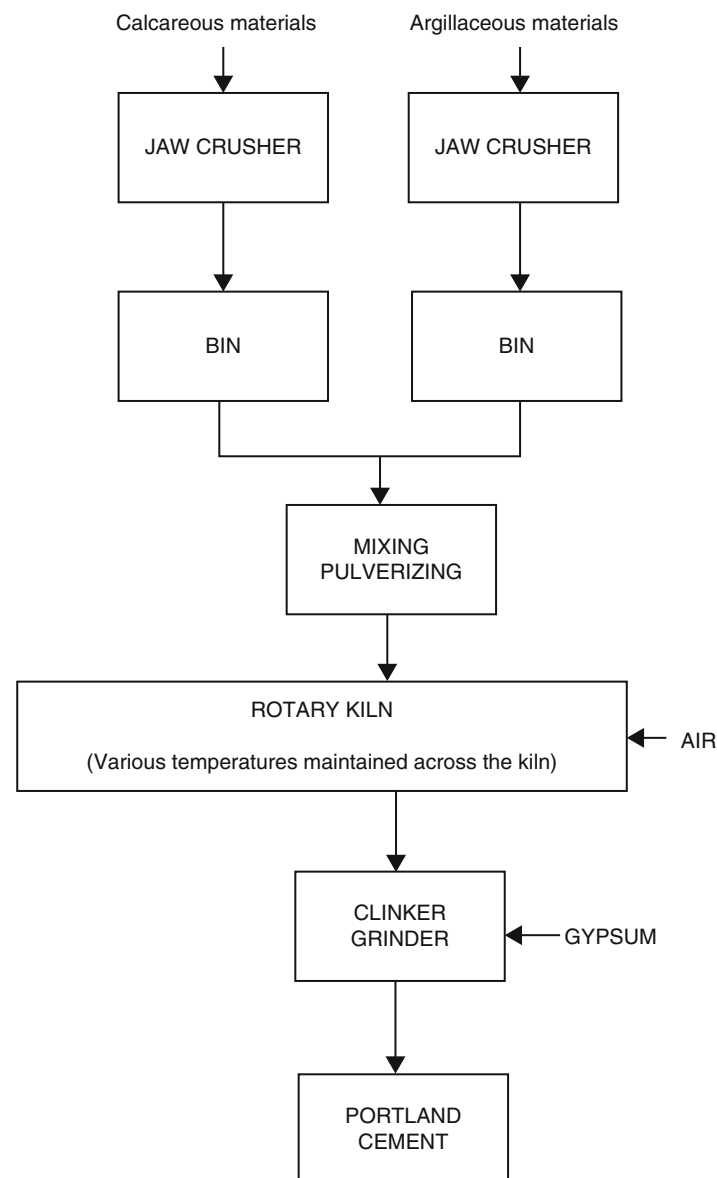 Calcareous materials
Argillaceous materials
JAW CRUSHER
JAW CRUSHER
BIN
BIN
MIXING
PULVERIZING
ROTARY KILN
(Various temperatures maintained across the kiln)
AIR
CLINKER
GRINDER
GYPSUM
PORTLAND
CEMENT